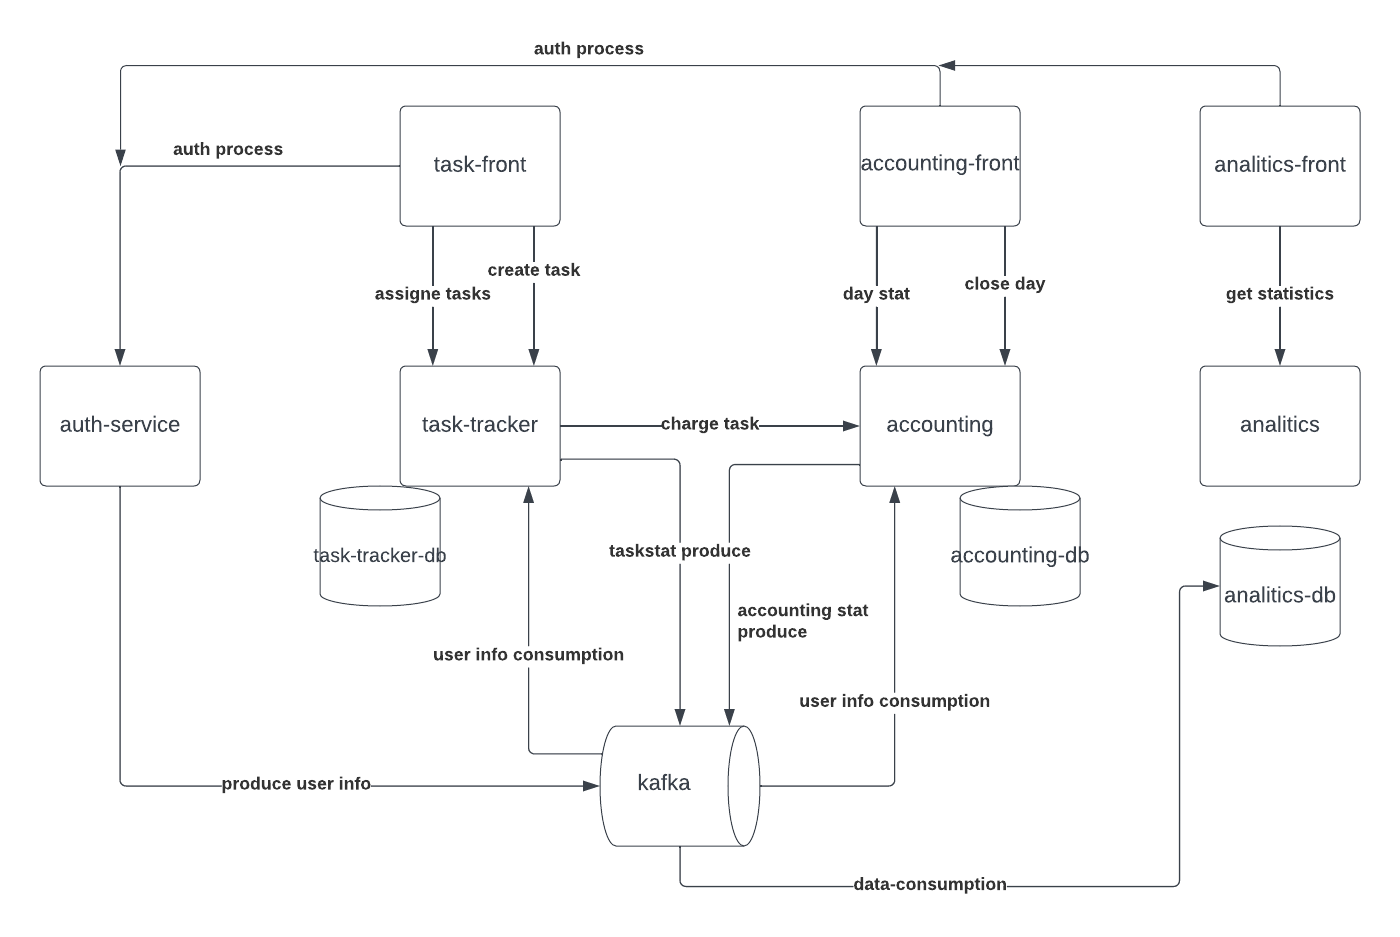 auth process
auth process
task-front
accounting-front
analitics-front
create task
assigne tasks
day stat
close day
get statistics
auth-service
task-tracker
charge task
accounting
analitics
taskstat produce
task-tracker-db
accounting-db
analitics-db
accounting stat
produce
user info consumption
user info consumption
produce user info
kafka
data-consumption